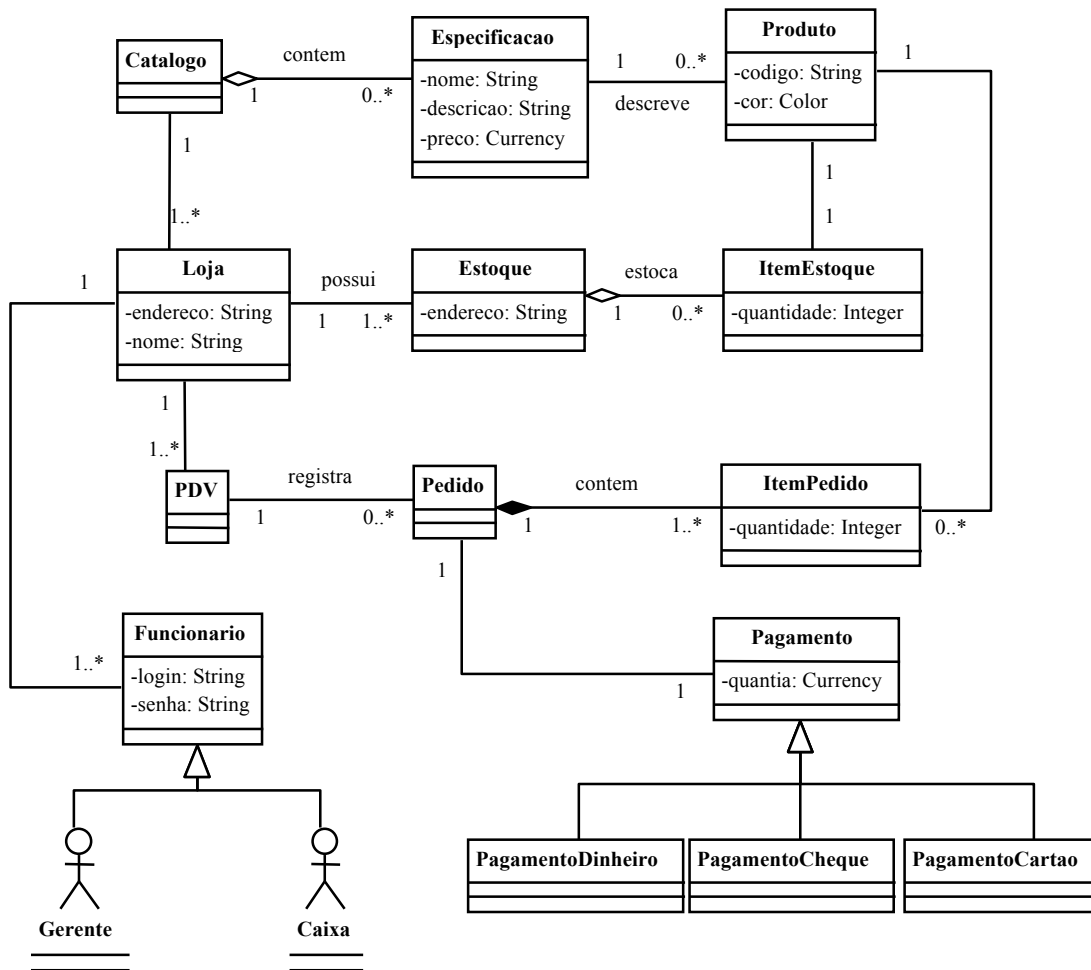 Catalogo
contem
1
0..*
Especificacao
-nome: String
-descricao: String
-preco: Currency
1
0..*
descreve
Produto
-codigo: String
-cor: Color
1
1
1..*
1
1
1
Loja
-endereco: String
-nome: String
possui
1
1..*
Estoque
-endereco: String
estoca
1
0..*
ItemEstoque
-quantidade: Integer
1
1..*
PDV
registra
1
0..*
Pedido
contem
1
1..*
ItemPedido
-quantidade: Integer
0..*
1
1
1..*
Funcionario
-login: String
-senha: String
Pagamento
-quantia: Currency
PagamentoDinheiro
PagamentoCheque
PagamentoCartao
Gerente
Caixa